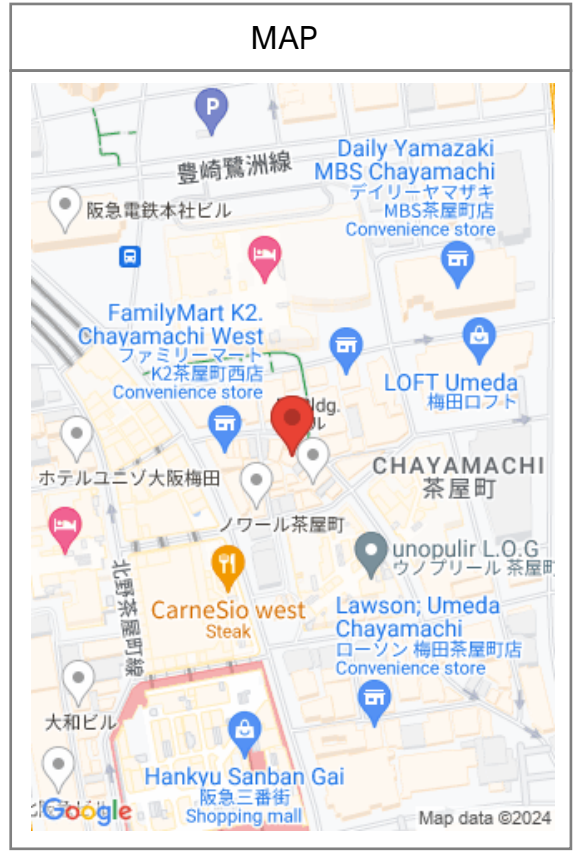 MAP
P
豊崎鷺洲線
Daily Yamazaki
MBS Chayamachi
デイリーヤマザキ
MBS茶屋町店
Convenience store
阪急電鉄本社ビル
FamilyMart K2.
Chayamachi West
ファミリーマート
K2茶屋町西店
Convenience store
LOFT Umeda
梅田ロフト
ホテルユニゾ大阪梅田
CHAYAMACHI
茶屋町
ノワール茶屋町
unopulir L.O.G
ウノプリール 茶屋町
北野茶屋町線
CarneSio west
Steak
Lawson; Umeda
Chayamachi
ローソン 梅田茶屋町店
Convenience store
大和ビル
Hankyu Sanban Gai
阪急三番街
Shopping mall
Google
Map data ©2024